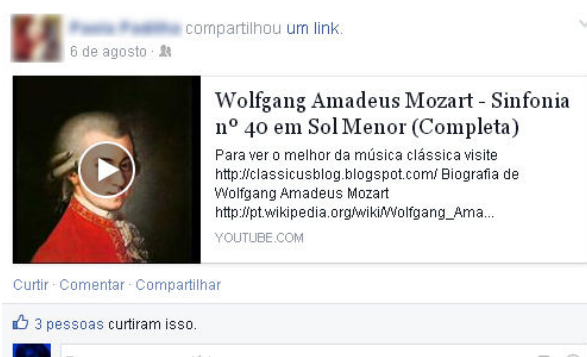 compartilhou um link.
6 de agosto ·
Wolfgang Amadeus Mozart - Sinfonia
nº 40 em Sol Menor (Completa)
Para ver o melhor da música clássica visite
http://classicusblog.blogspot.com/ Biografia de
Wolfgang Amadeus Mozart
http://pt.wikipedia.org/wiki/Wolfgang_Ama...
YOUTUBE.COM
Curtir · Comentar · Compartilhar
3 pessoas curtiram isso.